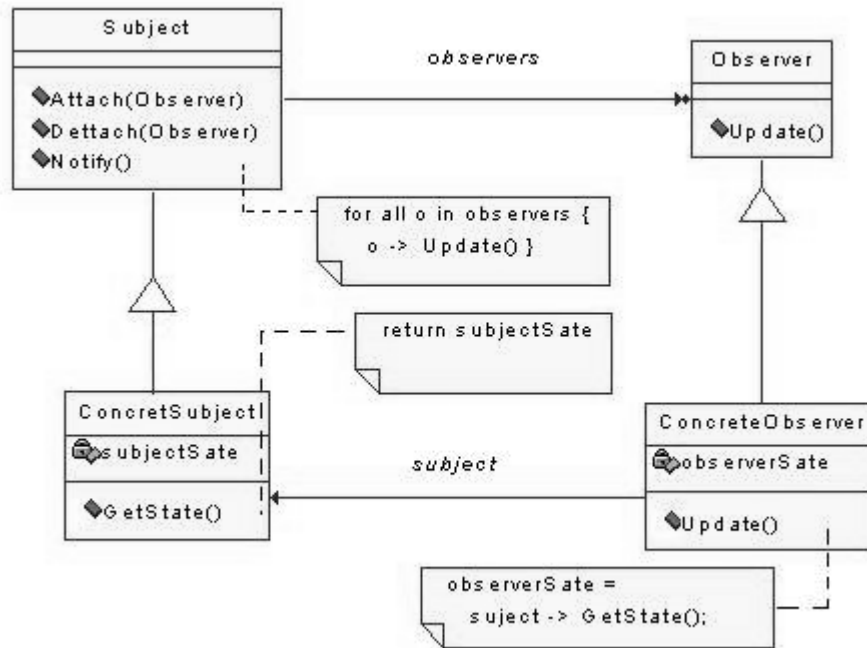 Subject
Attach(Observer)
Dettach(Observer)
Notify()
observers
Observer
Update()
for all o in observers {
o -> Update() }
return subjectSate
ConcretSubject
subjectSate
GetState()
subject
ConcreteObserver
observerSate
Update()
observerSate =
suject -> GetState();